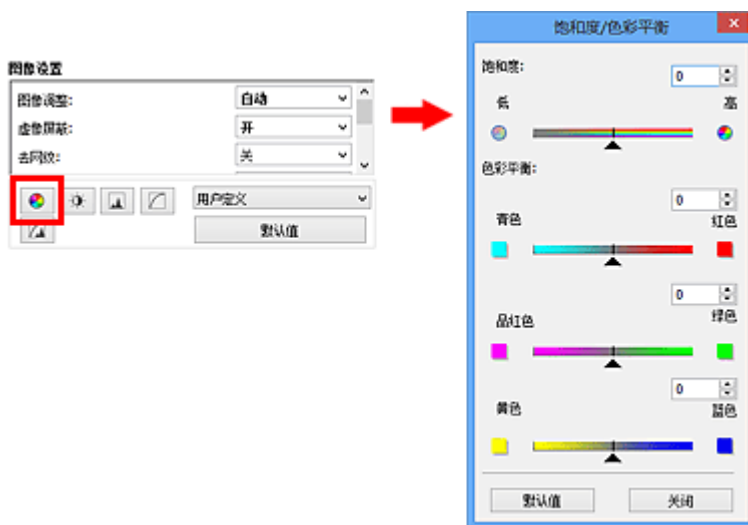 图像设置
图像调整:
自动
虚像屏蔽:
开
去网纹:
关
用户定义
默认值
饱和度/色彩平衡
饱和度:
0
低
高
色彩平衡:
0
青色
红色
0
品红色
绿色
0
黄色
蓝色
默认值
关闭